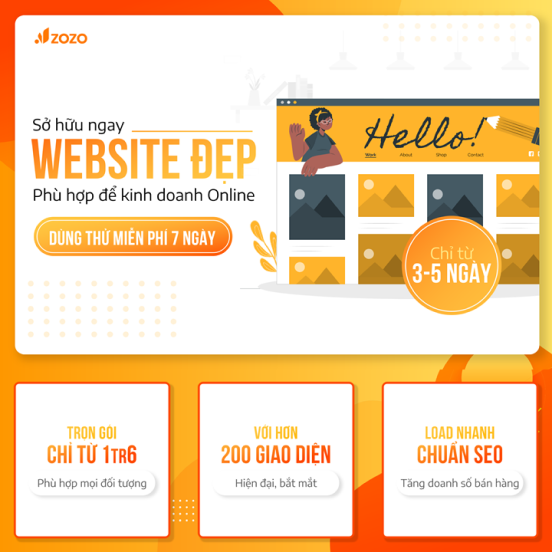 ZOZO
Sở hữu ngay
WEBSITE ĐẸP
Phù hợp để kinh doanh Online
DÙNG THỬ MIỄN PHÍ 7 NGÀY
Hello!
Work About Shop Contact
Chỉ từ
3-5 NGÀY
TRỌN GÓI
CHỈ TỪ 1TR6
Phù hợp mọi đối tượng
VỚI HƠN
200 GIAO DIỆN
Hiện đại, bắt mắt
LOAD NHANH
CHUẨN SEO
Tăng doanh số bán hàng